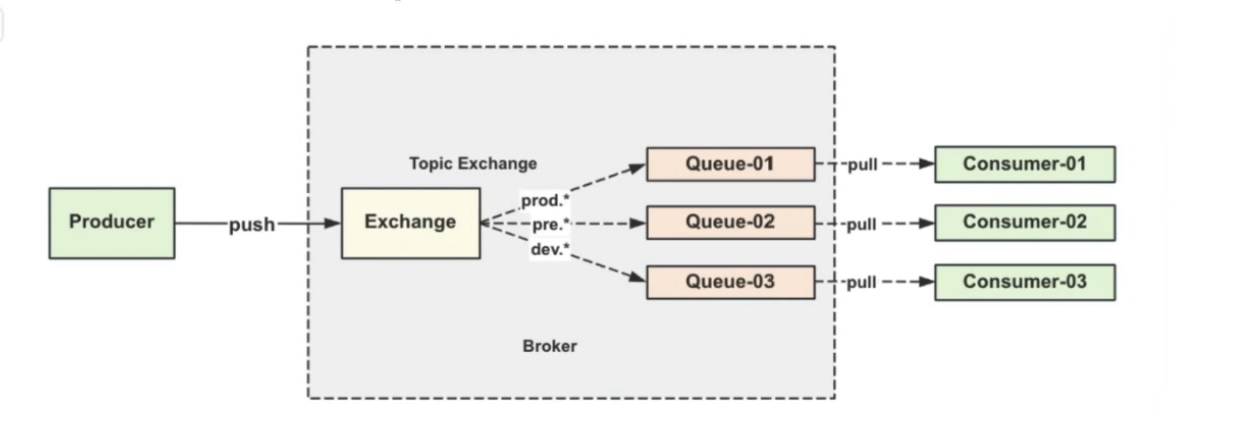 Topic Exchange
Producer
push
Exchange
prod.*
pre.*
dev.*
Queue-01
Queue-02
Queue-03
pull
pull
pull
Consumer-01
Consumer-02
Consumer-03
Broker